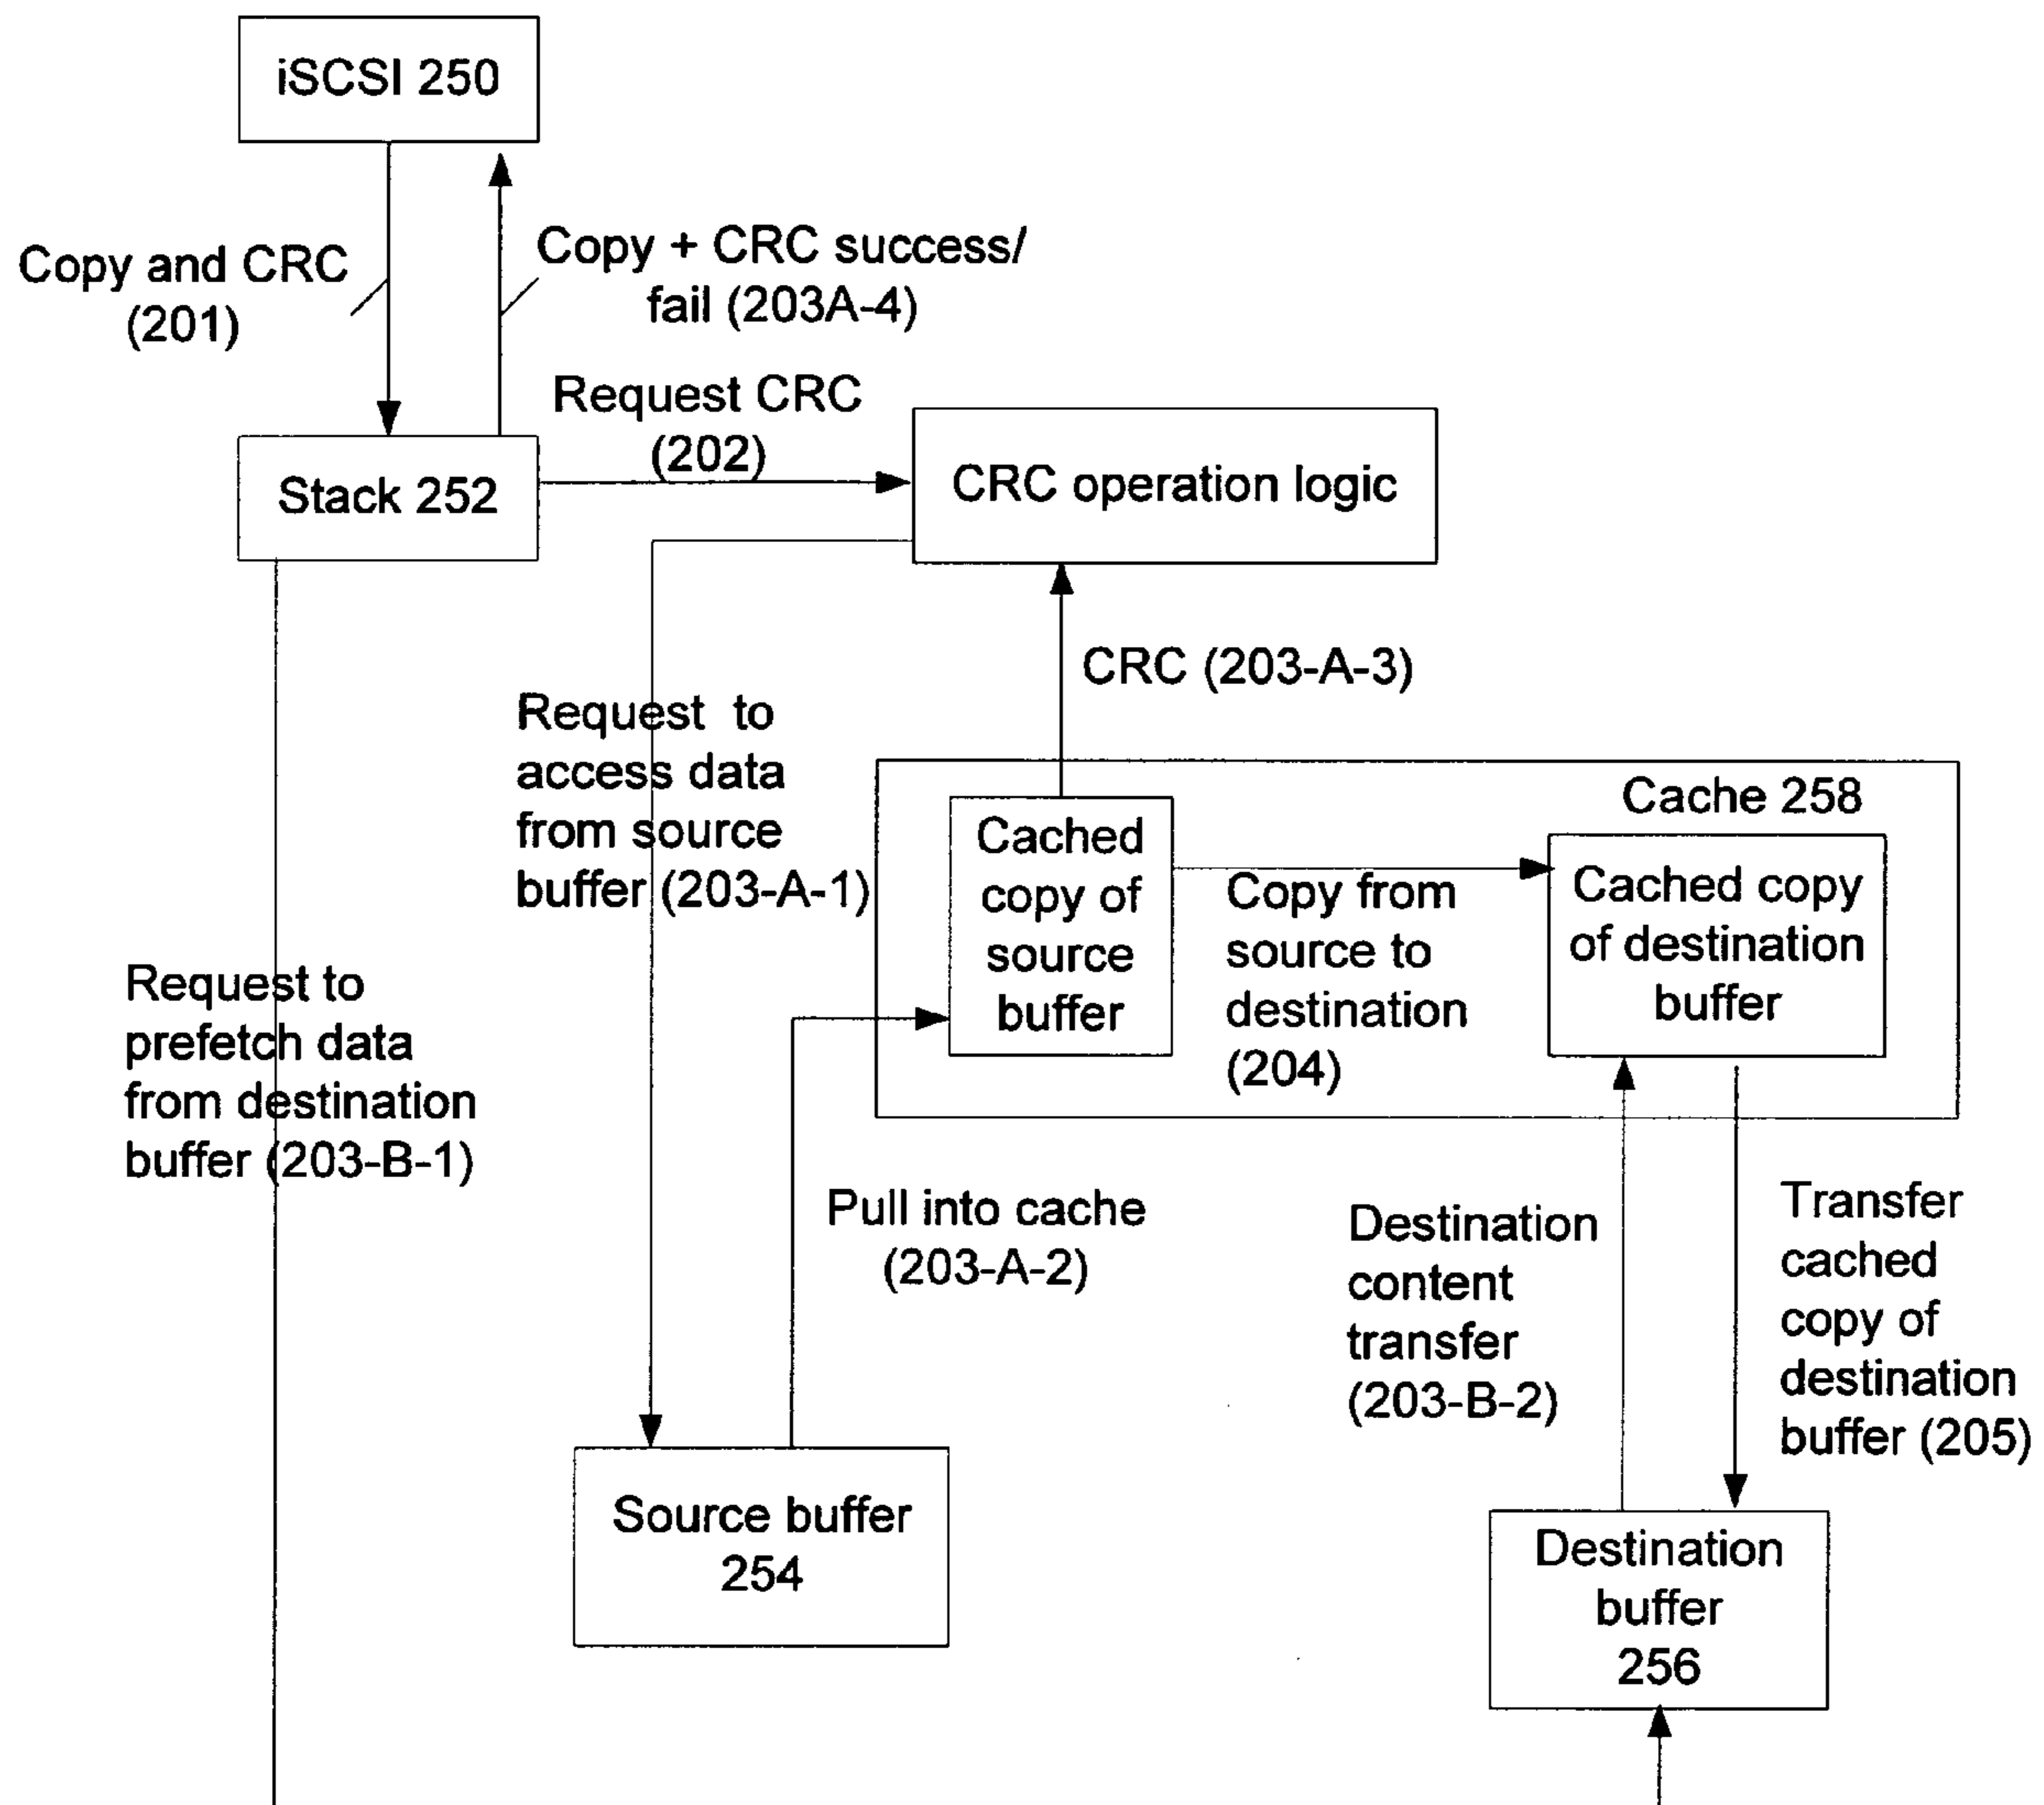 iSCSI 250
Copy and CRC
(201)
Copy + CRC success/
fail (203A-4)
Request CRC
(202)
Stack 252
CRC operation logic
CRC (203-A-3)
Request to
access data
from source
buffer (203-A-1)
Cache 258
Cached
copy of
source
buffer
Copy from
source to
destination
(204)
Cached copy
of destination
buffer
Request to
prefetch data
from destination
buffer (203-B-1)
Pull into cache
(203-A-2)
Destination
content
transfer
(203-B-2)
Transfer
cached
copy of
destination
buffer (205)
Source buffer
254
Destination
buffer
256